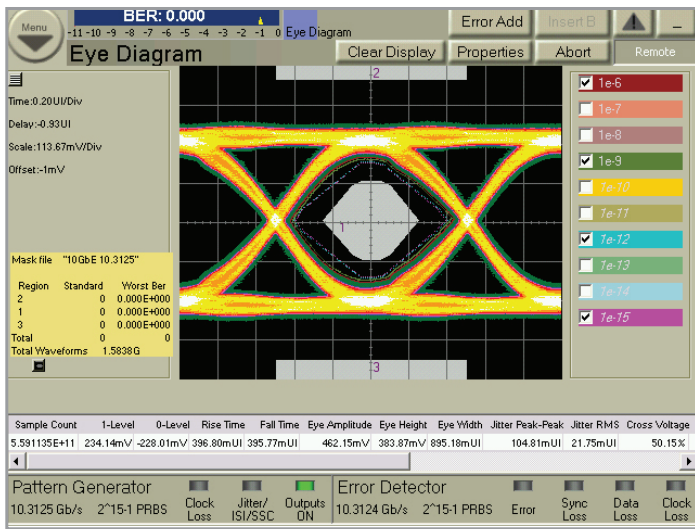 Menu
BER: 0.000
-11 -10 -9 -8 -7 -6 -5 -4 -3 -2 -1 0
Eye Diagram
Error Add
Insert B
Eye Diagram
Clear Display
Properties
Abort
Remote
Time:0.20UI/Div
Delay:-0.93UI
Scale:113.67mV/Div
Offset:-1mV
Mask file "10GbE 10.3125"
Region Standard Worst Ber
2 0 0.000E+000
1 0 0.000E+000
3 0 0.000E+000
Total 0 0
Total Waveforms 1.5838G
2
1
3
1e-6
1e-7
1e-8
1e-9
1e-10
1e-11
1e-12
1e-13
1e-14
1e-15
Sample Count 1-Level 0-Level Rise Time Fall Time Eye Amplitude Eye Height Eye Width Jitter Peak-Peak Jitter RMS Cross Voltage
5.591135E+11 234.14mV -228.01mV 396.80mUI 395.77mUI 462.15mV 383.87mV 895.18mUI 104.81mUI 21.75mUI 50.15%
Pattern Generator
10.3125 Gb/s 2^15-1 PRBS
Clock Loss
Jitter/ ISI/SSC
Outputs ON
Error Detector
10.3124 Gb/s 2^15-1 PRBS
Error
Sync Loss
Data Loss
Clock Loss